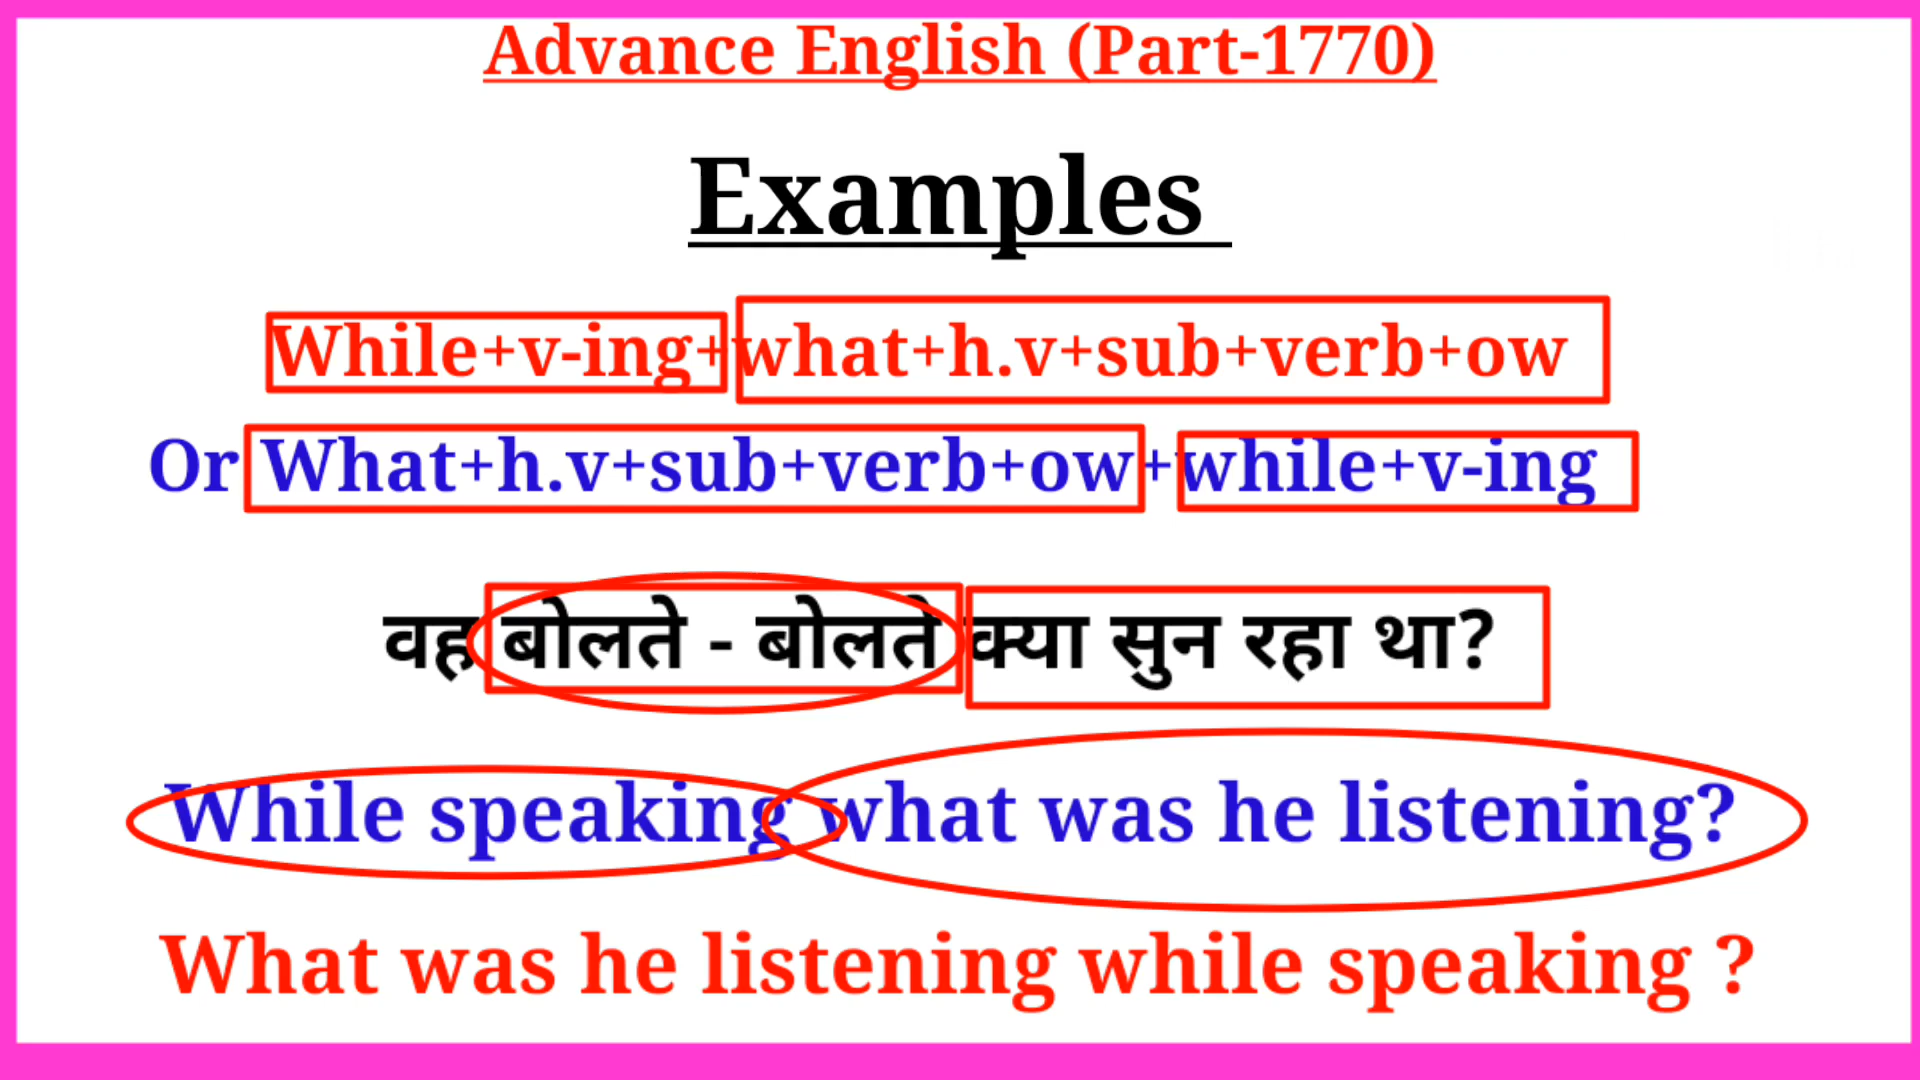 Advance English (Part-1770)
Examples
While+v-ing+what+h.v+sub+verb+ow
Or What+h.v+sub+verb+ow+while+v-ing
वह बोलते - बोलते क्या सुन रहा था?
While speaking what was he listening?
What was he listening while speaking ?